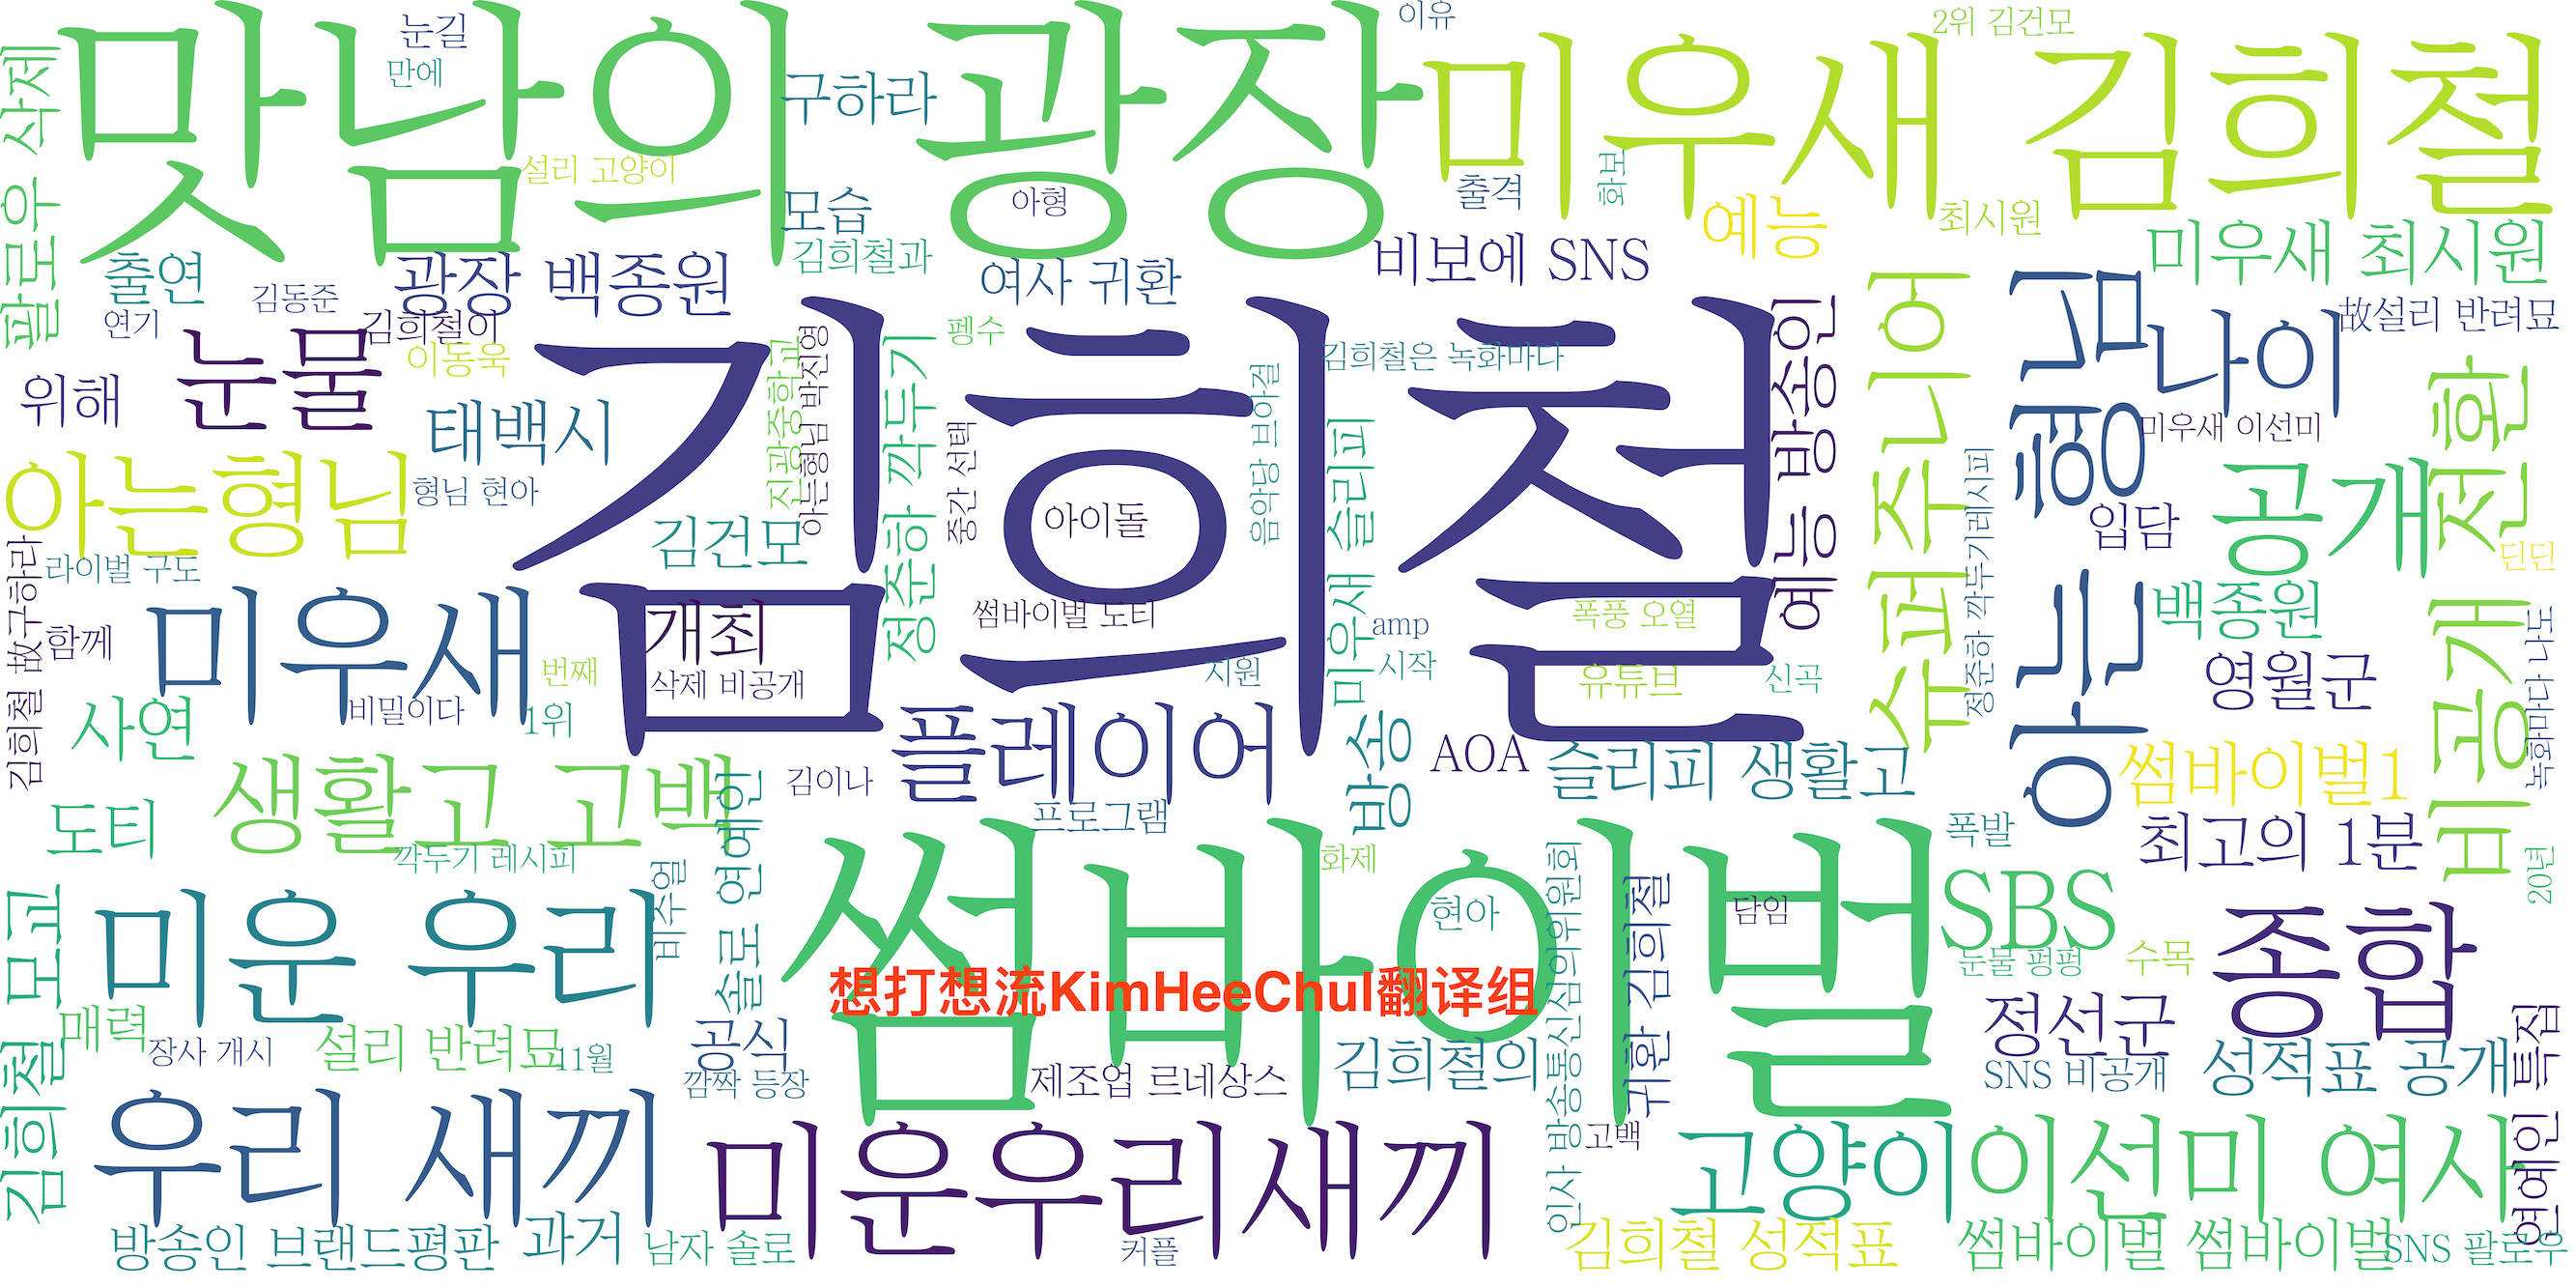 맛남의 광장
미우새 김희철
눈길
만에
이유
2위 김건모
팔로우 삭제
구하라
설리 고양이
모습
아형
출격
화보
예능
최시원
미우새 최시원
김희철과
출연
김동준
광장 백종원
여사 귀환
비보에 SNS
연기
김희철이
눈물
이동욱
위해
태백시
펭수
김희철
김희철은 녹화마다
예능 방송인
슈퍼주니어
아는 형님
나이
故설리 반려묘
미우새 이선미
비공개 전환
진광중학교
아는형님 박진영
정준하 깍두기
중간 선택
음악당 브아걸
미우새 슬리피
아는형님
형님 현아
김건모
아이돌
정준하 깍두기레시피
입담
공개
딘딘
라이벌 구도
김희철 故구하라
함께
미우새
번째
개최
삭제 비공개
썸바이벌 도티
폭풍 오열
amp
시작
지원
유튜브
신곡
백종원
영월군
녹화마다 나도
비밀이다
1위
사연
플레이어
방송
AOA
슬리피 생활고
썸바이벌1
생활고 고백
김이나
프로그램
도티
깍두기 레시피
솔로 연예인
비주얼
화제
폭발
최고의 1분
20년
썸바이벌
현아
담임
SBS
눈물 펑펑
수목
종합
미운 우리
김희철 모교
매력
장사 개시
설리 반려묘
11월
공식
깜짝 등장
想打想流KimHeeChul翻译组
제조업 르네상스
김희철의
인사 방송통신심의위원회
귀환 김희철
정선군
SNS 비공개
성적표 공개
연예인 특집
우리 새끼
미운우리새끼
고백
고양이
이선미 여사
방송인 브랜드평판
과거
남자 솔로
커플
김희철 성적표
썸바이벌 썸바이벌
SNS 팔로우